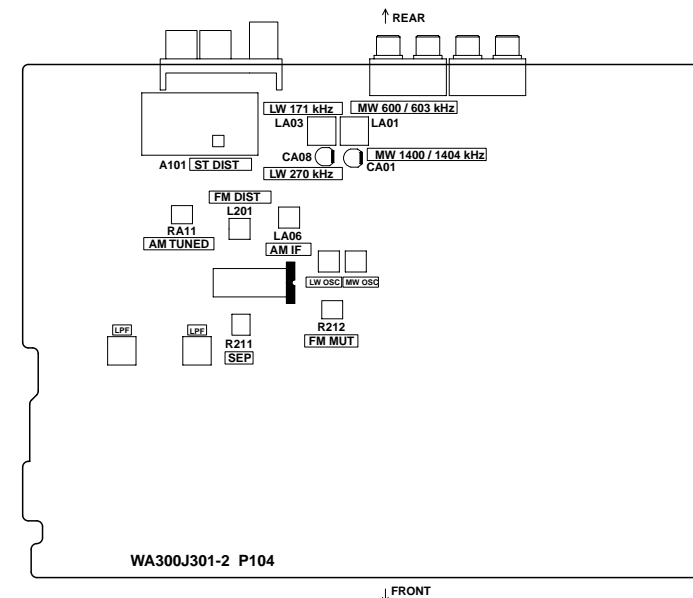 REAR
LW 171 kHz MW 600 / 603 kHz
LA03 LA01
CA08 MW 1400 / 1404 kHz
A101 ST DIST LW 270 kHz CA01
FM DIST
L201
RA11 LA06
AM TUNED AM IF
LW OSC MW OSC
LPF LPF R212
R211 FM MUT
SEP
WA300J301-2 P104
FRONT